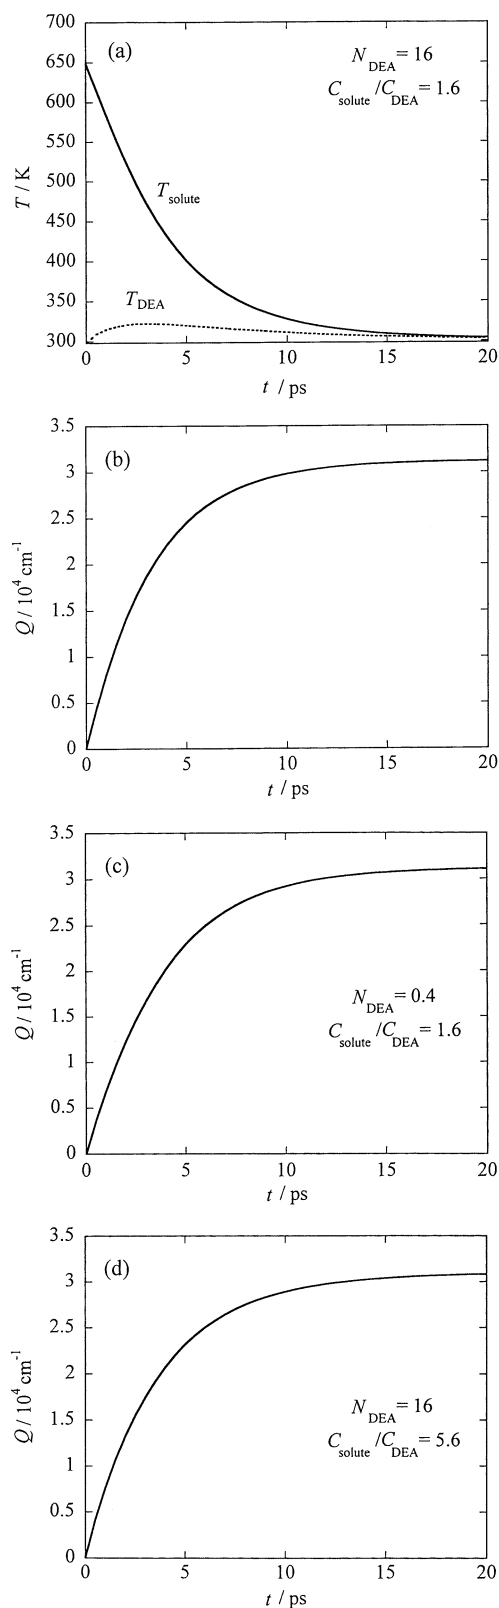 700
650
600
550
500
450
400
350
300
T / K
(a)
N_DEA = 16
C_solute / C_DEA = 1.6
T_solute
T_DEA
0 5 10 15 20
t / ps
3.5
3
2.5
2
1.5
1
0.5
0
Q / 10^4 cm^-1
(b)
0 5 10 15 20
t / ps
3.5
3
2.5
2
1.5
1
0.5
0
Q / 10^4 cm^-1
(c)
N_DEA = 0.4
C_solute / C_DEA = 1.6
0 5 10 15 20
t / ps
3.5
3
2.5
2
1.5
1
0.5
0
Q / 10^4 cm^-1
(d)
N_DEA = 16
C_solute / C_DEA = 5.6
0 5 10 15 20
t / ps